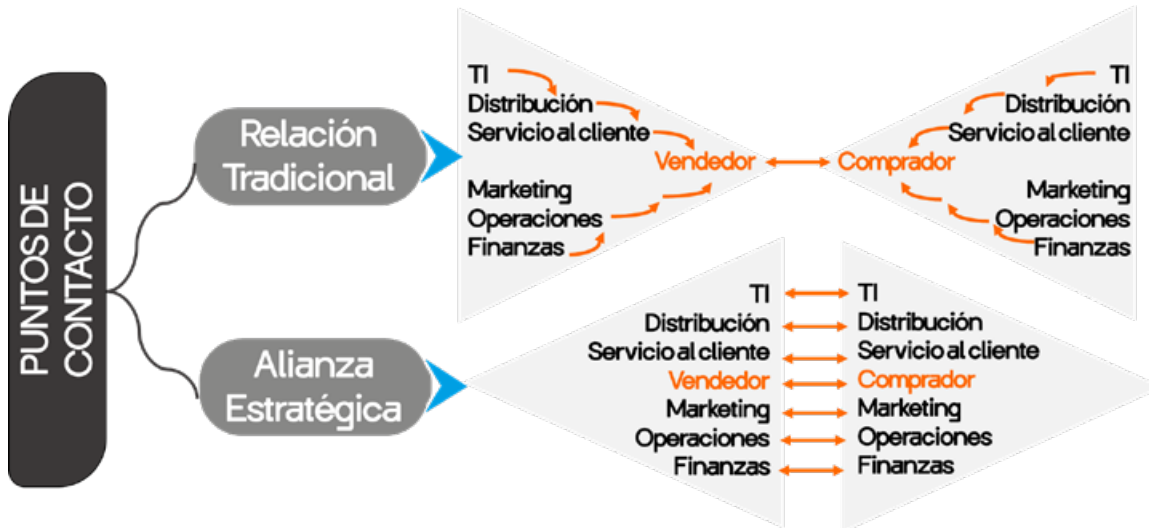 PUNTOS DE
CONTACTO
Relación
Tradicional
TI
Distribución
Servicio al cliente
Vendedor
Marketing
Operaciones
Finanzas
TI
Distribución
Servicio al cliente
Comprador
Marketing
Operaciones
Finanzas
Alianza
Estratégica
TI
Distribución
Servicio al cliente
Vendedor
Marketing
Operaciones
Finanzas
TI
Distribución
Servicio al cliente
Comprador
Marketing
Operaciones
Finanzas